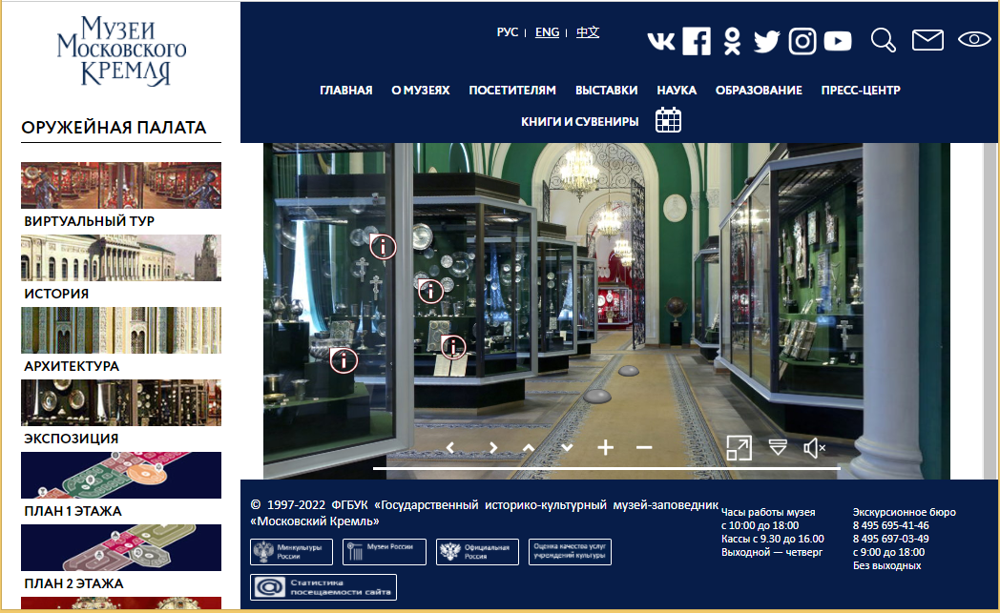 Музеи
Московского
Кремля
РУС | ENG | 中文
ГЛАВНАЯ О МУЗЕЯХ ПОСЕТИТЕЛЯМ ВЫСТАВКИ НАУКА ОБРАЗОВАНИЕ ПРЕСС-ЦЕНТР
КНИГИ И СУВЕНИРЫ
ОРУЖЕЙНАЯ ПАЛАТА
ВИРТУАЛЬНЫЙ ТУР
ИСТОРИЯ
АРХИТЕКТУРА
ЭКСПОЗИЦИЯ
ПЛАН 1 ЭТАЖА
ПЛАН 2 ЭТАЖА
© 1997-2022 ФГБУК «Государственный историко-культурный музей-заповедник
«Московский Кремль»
Минкультуры
России
Музеи России
Официальная
Россия
Оценка качества услуг
учреждений культуры
Статистика
посещаемости сайта
Часы работы музея
с 10:00 до 18:00
Кассы с 9.30 до 16.00
Выходной — четверг
Экскурсионное бюро
8 495 695-41-46
8 495 697-03-49
с 9:00 до 18:00
Без выходных